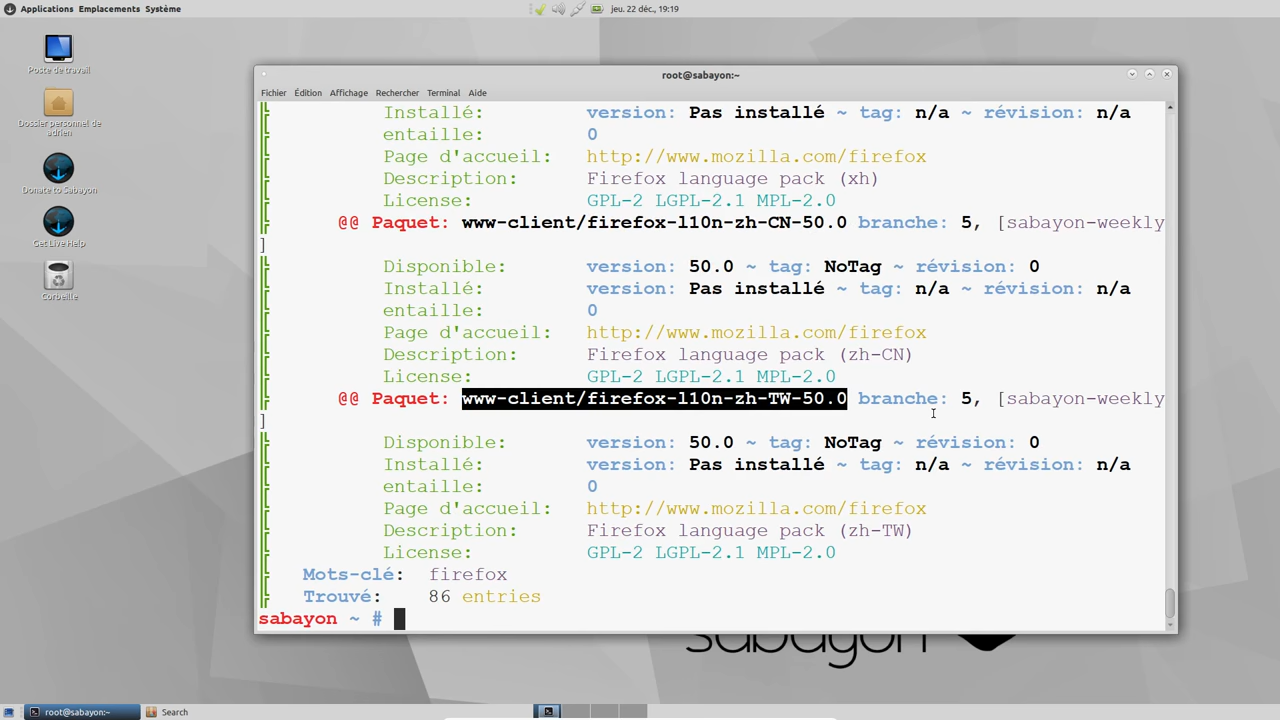 Applications Emplacements Système
jeu. 22 déc., 19:19
Poste de travail
Dossier personnel de
adrien
Donate to Sabayon
Get Live Help
Corbeille
root@sabayon:~
Fichier Édition Affichage Rechercher Terminal Aide
Installé: version: Pas installé ~ tag: n/a ~ révision: n/a
entaille: 0
Page d'accueil: http://www.mozilla.com/firefox
Description: Firefox language pack (xh)
License: GPL-2 LGPL-2.1 MPL-2.0
@@ Paquet: www-client/firefox-l10n-zh-CN-50.0 branche: 5, [sabayon-weekly
]
Disponible: version: 50.0 ~ tag: NoTag ~ révision: 0
Installé: version: Pas installé ~ tag: n/a ~ révision: n/a
entaille: 0
Page d'accueil: http://www.mozilla.com/firefox
Description: Firefox language pack (zh-CN)
License: GPL-2 LGPL-2.1 MPL-2.0
@@ Paquet: www-client/firefox-l10n-zh-TW-50.0 branche: 5, [sabayon-weekly
]
Disponible: version: 50.0 ~ tag: NoTag ~ révision: 0
Installé: version: Pas installé ~ tag: n/a ~ révision: n/a
entaille: 0
Page d'accueil: http://www.mozilla.com/firefox
Description: Firefox language pack (zh-TW)
License: GPL-2 LGPL-2.1 MPL-2.0
Mots-clé: firefox
Trouvé: 86 entries
sabayon ~ #
sabayon
root@sabayon:~
Search